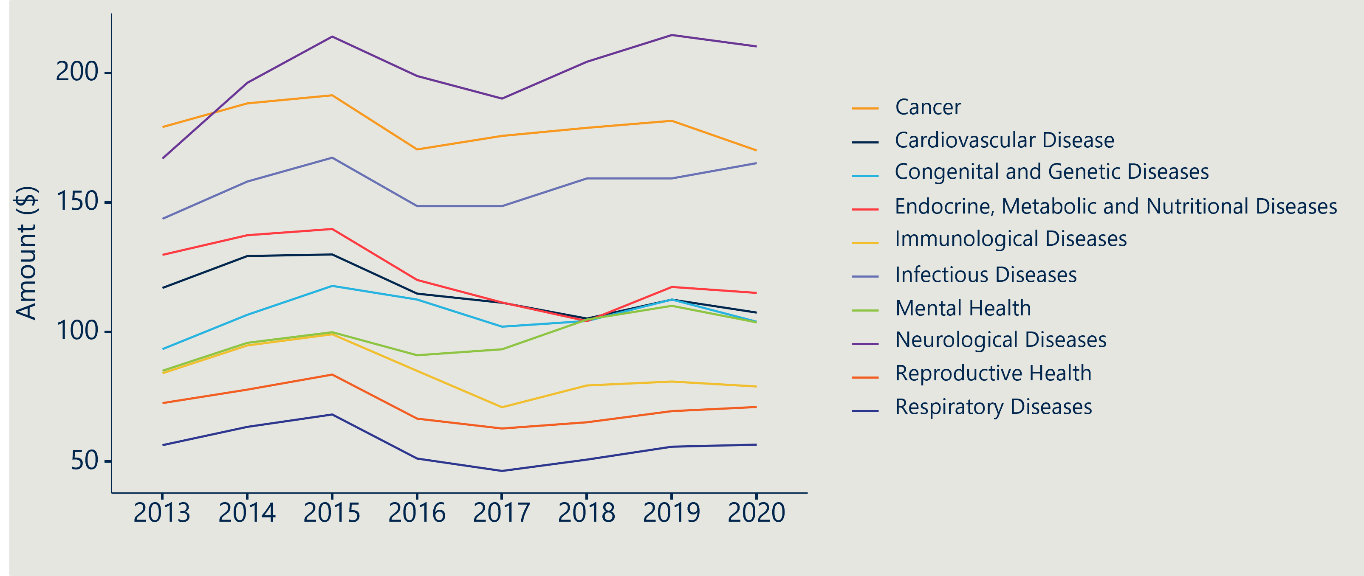 Amount ($)
200
150
100
50
2013 2014 2015 2016 2017 2018 2019 2020
Cancer
Cardiovascular Disease
Congenital and Genetic Diseases
Endocrine, Metabolic and Nutritional Diseases
Immunological Diseases
Infectious Diseases
Mental Health
Neurological Diseases
Reproductive Health
Respiratory Diseases